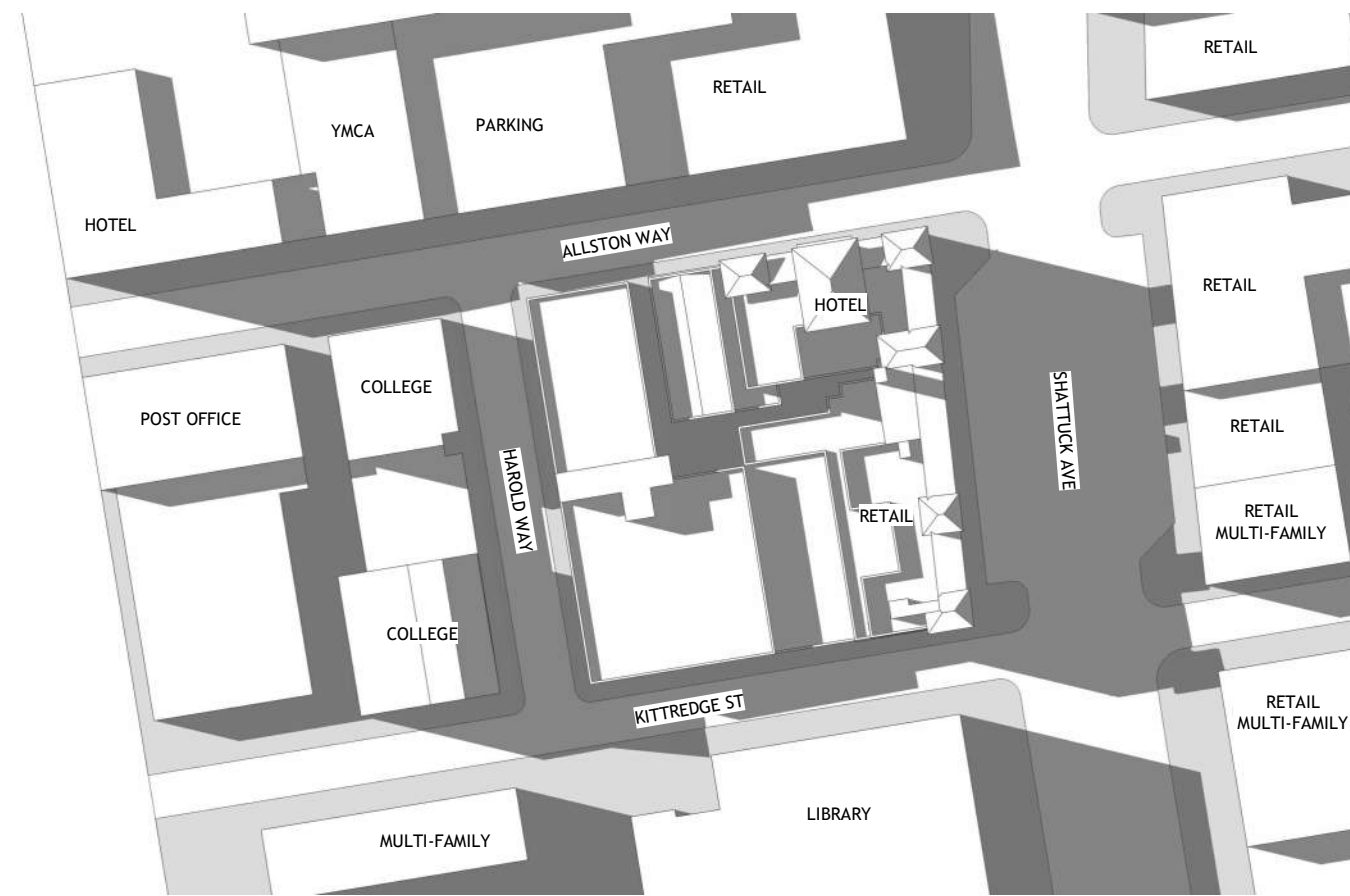 RETAIL
RETAIL
PARKING
YMCA
HOTEL
ALLSTON WAY
HOTEL
RETAIL
COLLEGE
POST OFFICE
SHATTUCK AVE
RETAIL
HAROLD WAY
RETAIL
RETAIL
MULTI-FAMILY
COLLEGE
KITTREDGE ST
RETAIL
MULTI-FAMILY
LIBRARY
MULTI-FAMILY